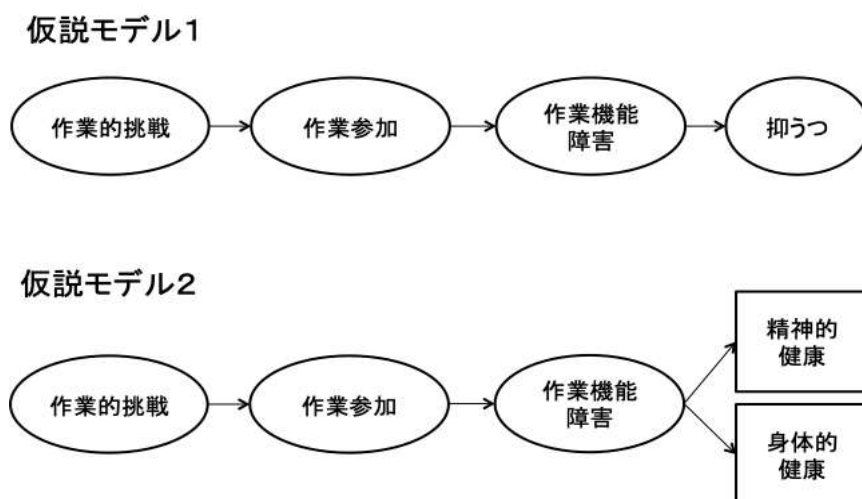 仮説モデル1
作業的挑戦
作業参加
作業機能
障害
抑うつ
仮説モデル2
作業的挑戦
作業参加
作業機能
障害
精神的
健康
身体的
健康